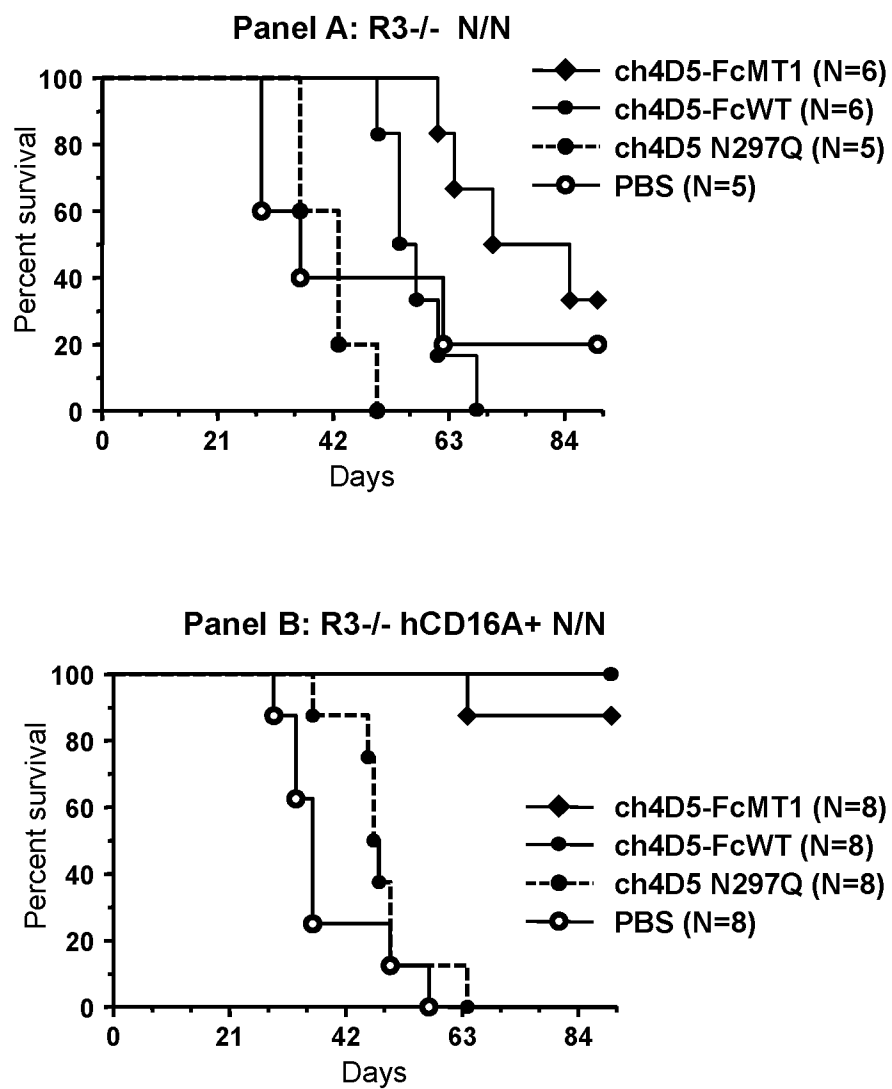 Panel A: R3-/- N/N
ch4D5-FcMT1 (N=6)
ch4D5-FcWT (N=6)
ch4D5 N297Q (N=5)
PBS (N=5)
Percent survival
100
80
60
40
20
0
0 21 42 63 84
Days
Panel B: R3-/- hCD16A+ N/N
Percent survival
100
80
60
40
20
0
ch4D5-FcMT1 (N=8)
ch4D5-FcWT (N=8)
ch4D5 N297Q (N=8)
PBS (N=8)
0 21 42 63 84
Days